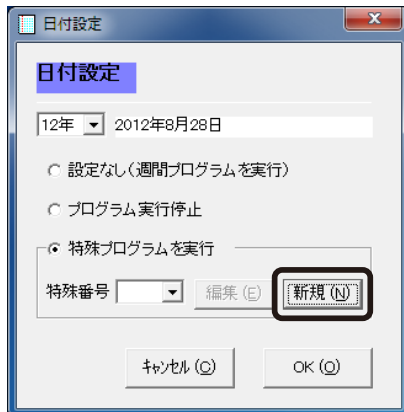 日付設定
日付設定
12年 2012年8月28日
設定なし(週間プログラムを実行)
プログラム実行停止
特殊プログラムを実行
特殊番号 編集(E) 新規(N)
キャンセル(C) OK(O)